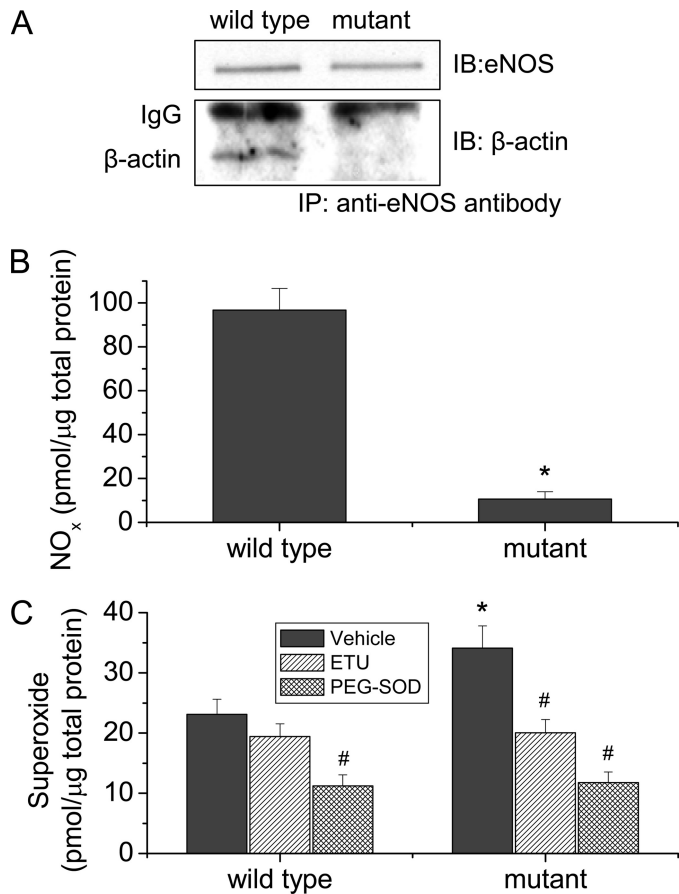 A
wild type mutant
IB:eNOS
IgG
β-actin
IB: β-actin
IP: anti-eNOS antibody
B
NOx (pmol/μg total protein)
100
80
60
40
20
0
*
wild type mutant
C
Superoxide
(pmol/μg total protein)
40
30
20
10
0
Vehicle
ETU
PEG-SOD
#
*
#
#
wild type mutant